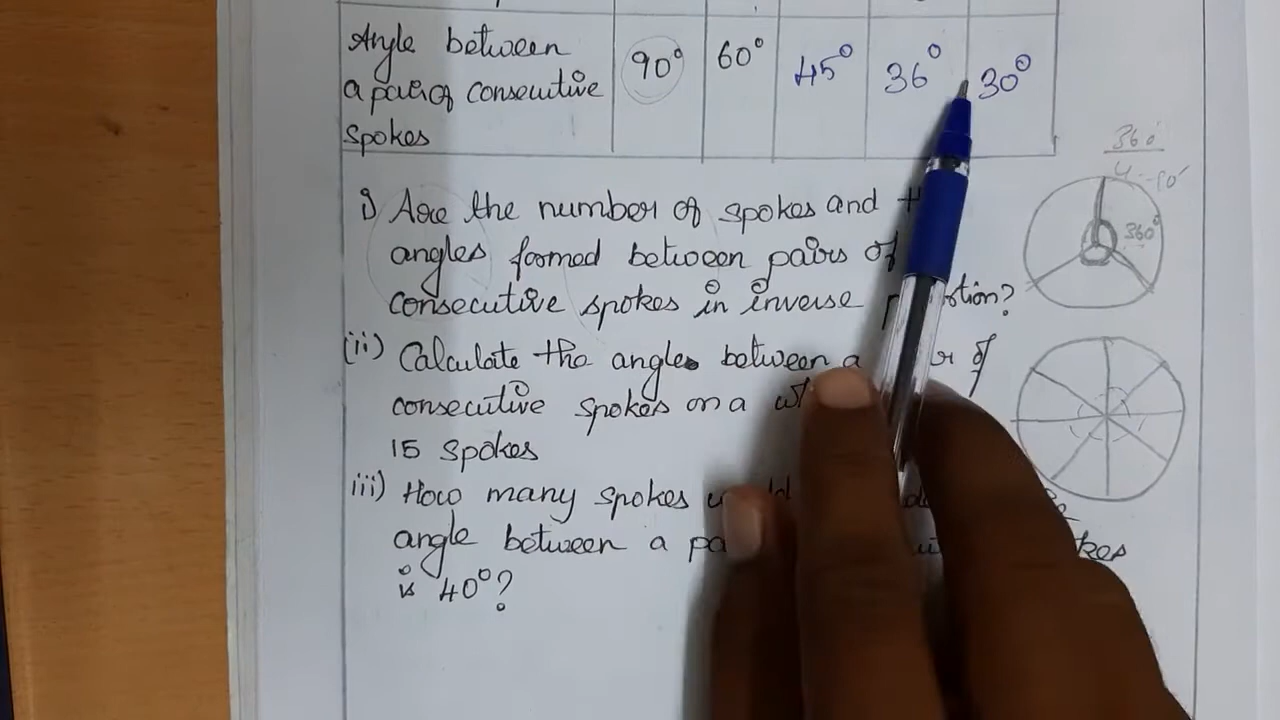 Angle between
a pair of consecutive
spokes
90° 60° 45° 36° 30°
360°
4 90°
360°
i) Are the number of spokes and
angles formed between pairs of
consecutive spokes in inverse
(ii) Calculate the angle between a of
consecutive spokes on a
15 spokes
iii) How many spokes
angle between a
is 40°?